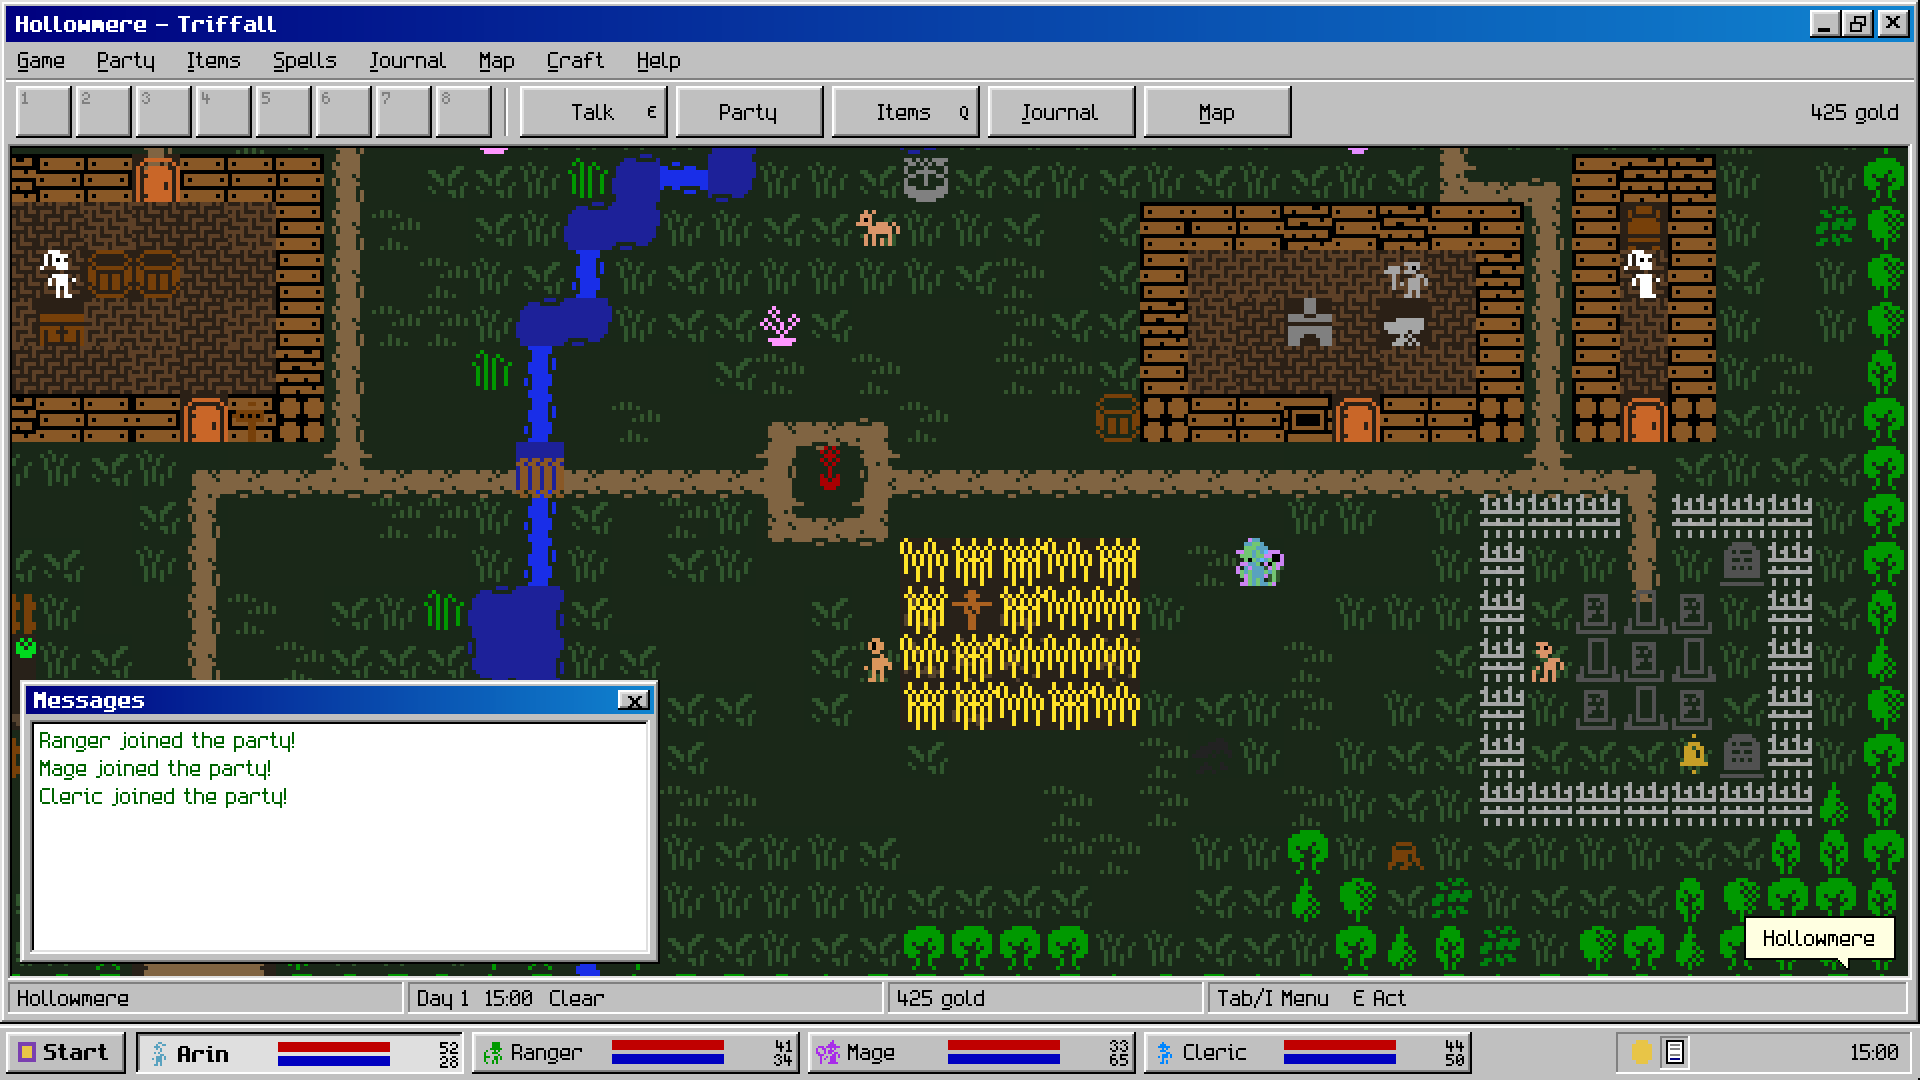 Hollowmere – Triffall
Game Party Items Spells Journal Map Craft Help
1 2 3 4 5 6 7 8 Talk E Party Items Q Journal Map 425 gold
Messages
Ranger joined the party!
Mage joined the party!
Cleric joined the party!
Hollowmere
Hollowmere Day 1 15:00 Clear 425 gold Tab/I Menu E Act
Start Arin 52 28 Ranger 41 34 Mage 33 65 Cleric 44 50 15:00